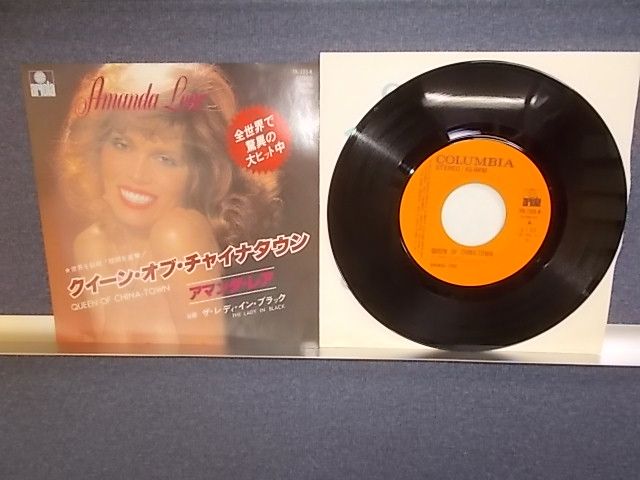 Ariola
Amanda Lear
全世界で
驚異の
大ヒット中
クイーン・オブ・チャイナタウン
QUEEN OF CHINA-TOWN
アマンダ・レア
ザ・レディ・イン・ブラック
THE LADY IN BLACK
COLUMBIA
STEREO/45 RPM
QUEEN OF CHINA-TOWN